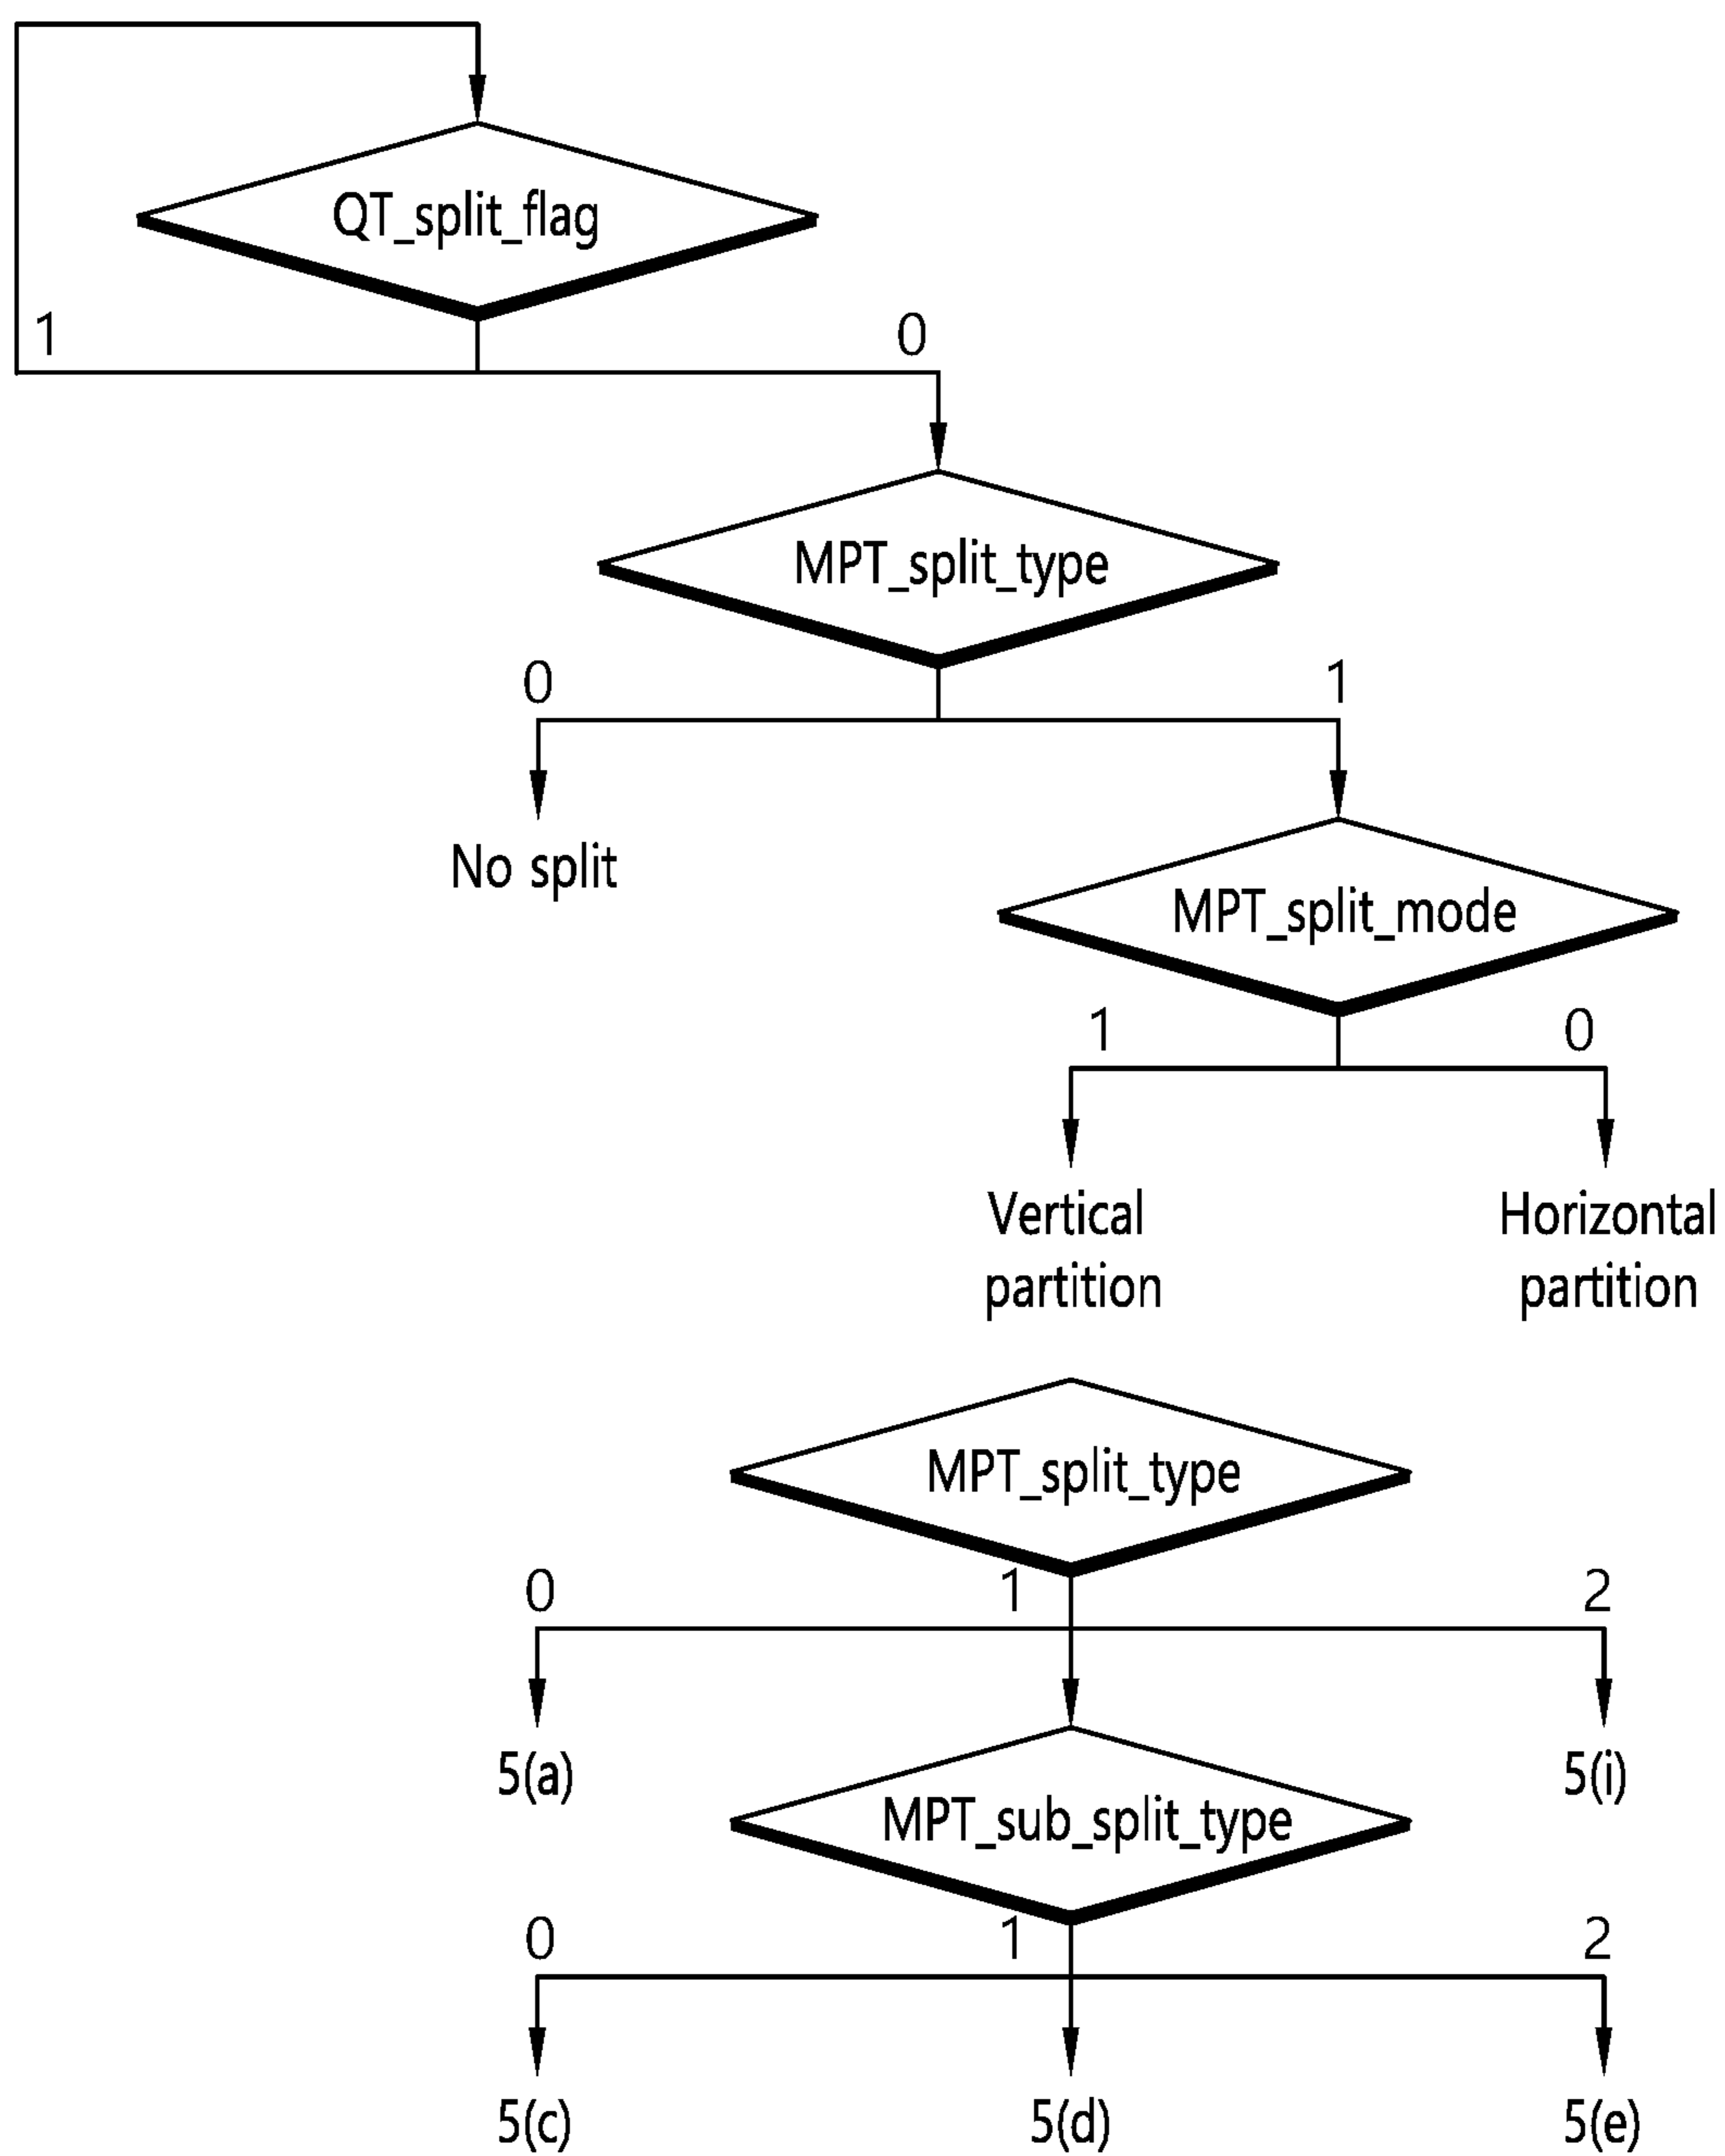 QT_split_flag
1
0
MPT_split_type
0
1
No split
MPT_split_mode
1
0
Vertical
partition
Horizontal
partition
MPT_split_type
0
1
2
5(a)
5(i)
MPT_sub_split_type
0
1
2
5(c)
5(d)
5(e)